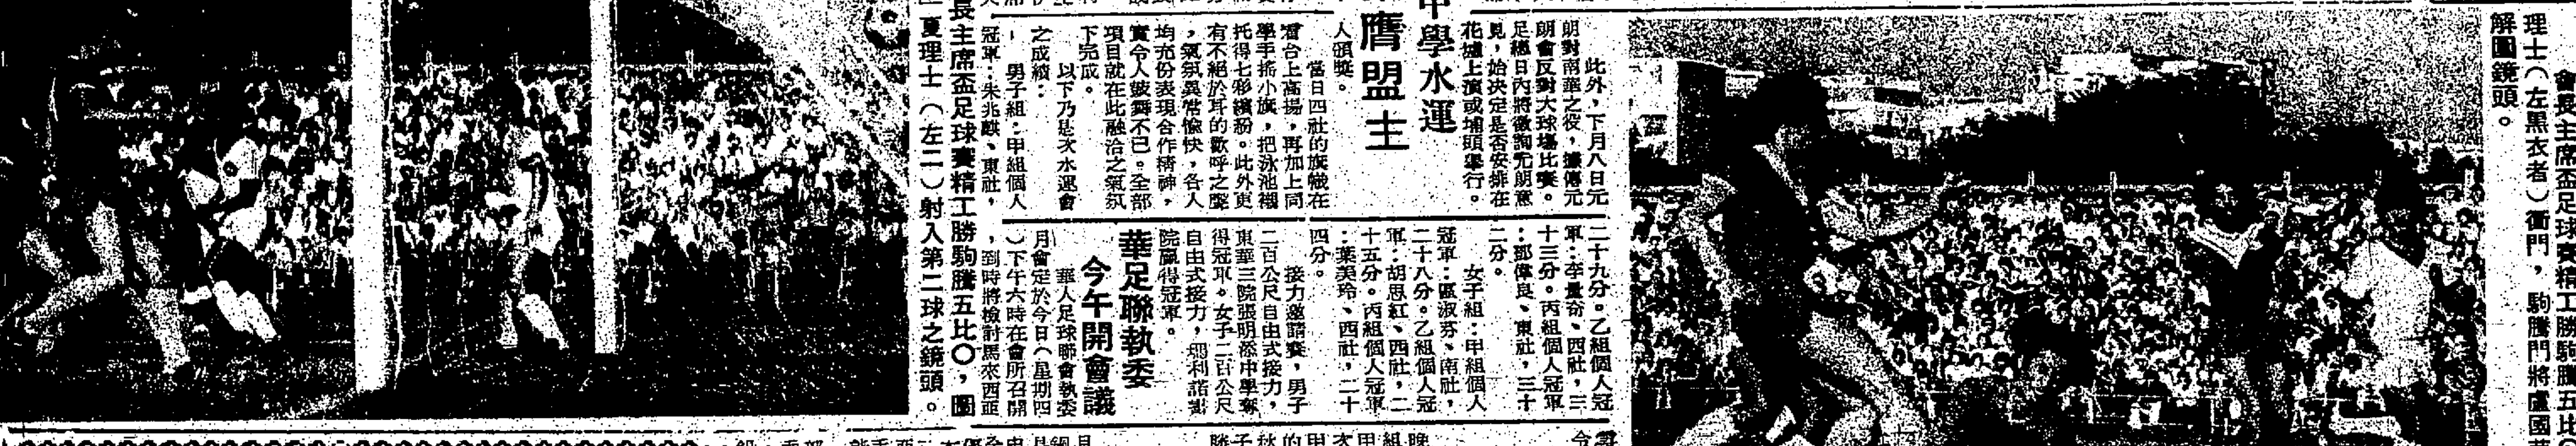 會長主席盃足球賽精工勝駒騰五比
理士（左黑衣者）衝門，駒騰門將盧國
解圍鏡頭。
此外，下月八日元
朗對南華之役，據傳元
朗會反對大球場比賽。
足總日內將徵詢元朗意
見，始決定是否安排在
花墟上演或埔頭舉行。
中學水運
膺盟主
人頒獎。
當日四社的旗幟在
看台上高揚，再加上同
學手搖小旗，把泳池襯
托得七彩繽紛。此外更
有不絕於耳的歡呼之聲
，氣氛異常愉快，各人
均充份表現合作精神，
實令人鼓舞不已。全部
項目就在此融洽之氣氛
下完成。
以下乃是次水運會
之成績：
男子組：甲組個人
冠軍：朱兆麒、東社，
二十九分。乙組個人冠
軍：李量奇、西社，三
十三分。丙組個人冠軍
：鄧偉良、東社，三十
二分。
女子組：甲組個人
冠軍：區淑芬、南社，
二十八分。乙組個人冠
軍：胡思紅、西社，二
十五分。丙組個人冠軍
：葉美玲、西社，二十
四分。
接力邀請賽，男子
二百公尺自由式接力，
東華三院張明添中學奪
得冠軍。女子二百公尺
自由式接力，瑪利諾書
院贏得冠軍。
華足聯執委
今午開會議
華人足球聯會執委
月會定於今日（星期四
）下午六時在會所召開
，到時將檢討馬來西亞
長主席盃足球賽精工勝駒騰五比〇，圖
夏理士（左二）射入第二球之鏡頭。